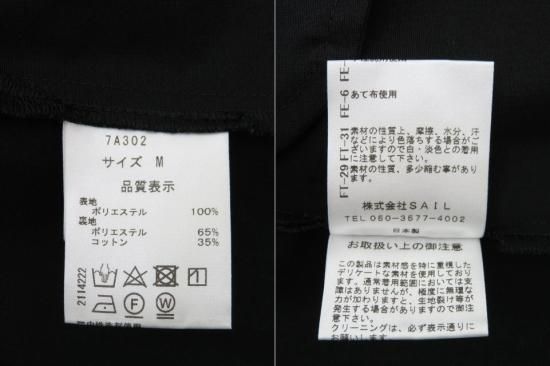 7A302
サイズ M
品質表示
表地
ポリエステル 100%
裏地
ポリエステル 65%
コットン 35%
2114222
F W
FT-29 FT-31 FE-6 FE-
あて布使用
素材の性質上、摩擦、水分、汗
などにより色落ちする場合がご
ざいますので白・淡色との着用
に注意して下さい。
素材の性質、多少縮む事があり
ます。
株式会社SAIL
TEL 050-3577-4002
日本製
お取扱い上の御注意
この製品は素材感を特に重視した
デリケートな素材を使用しており
ます。通常着用範囲においては支
障はありませんが、極度に無理な
力が加わりますと、生地裂け等が
発生する場合がありますので御注
意下さい。
クリーニングは、必ず表示通りに
お願い